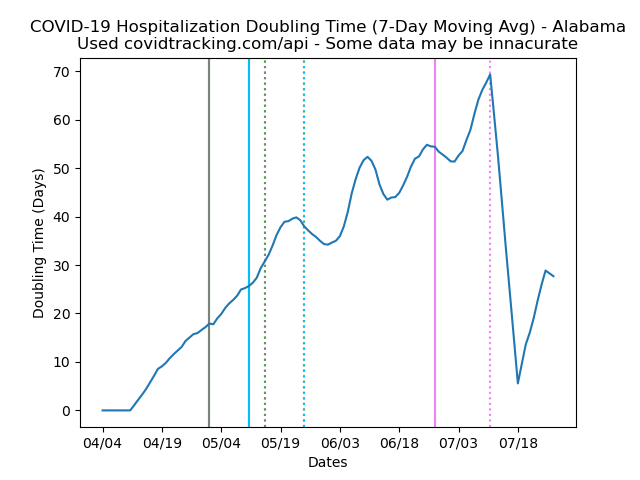 COVID-19 Hospitalization Doubling Time (7-Day Moving Avg) - Alabama
Used covidtracking.com/api - Some data may be innacurate
70
60
50
40
30
20
10
0
Doubling Time (Days)
04/04 04/19 05/04 05/19 06/03 06/18 07/03 07/18
Dates